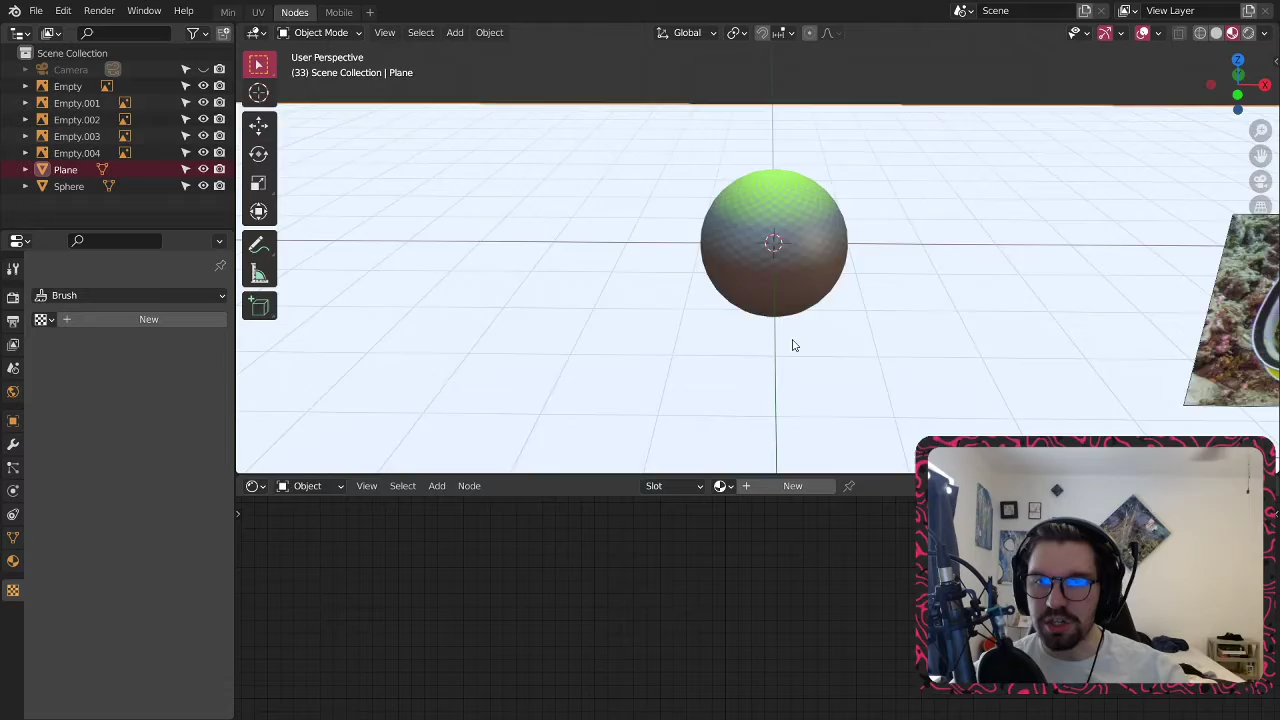 File Edit Render Window Help Min UV Nodes Mobile Scene View Layer
Object Mode View Select Add Object Global
Scene Collection
Camera
Empty
Empty.001
Empty.002
Empty.003
Empty.004
Plane
Sphere
Brush
New
User Perspective
(33) Scene Collection | Plane
Z
Y
X
Object View Select Add Node Slot New